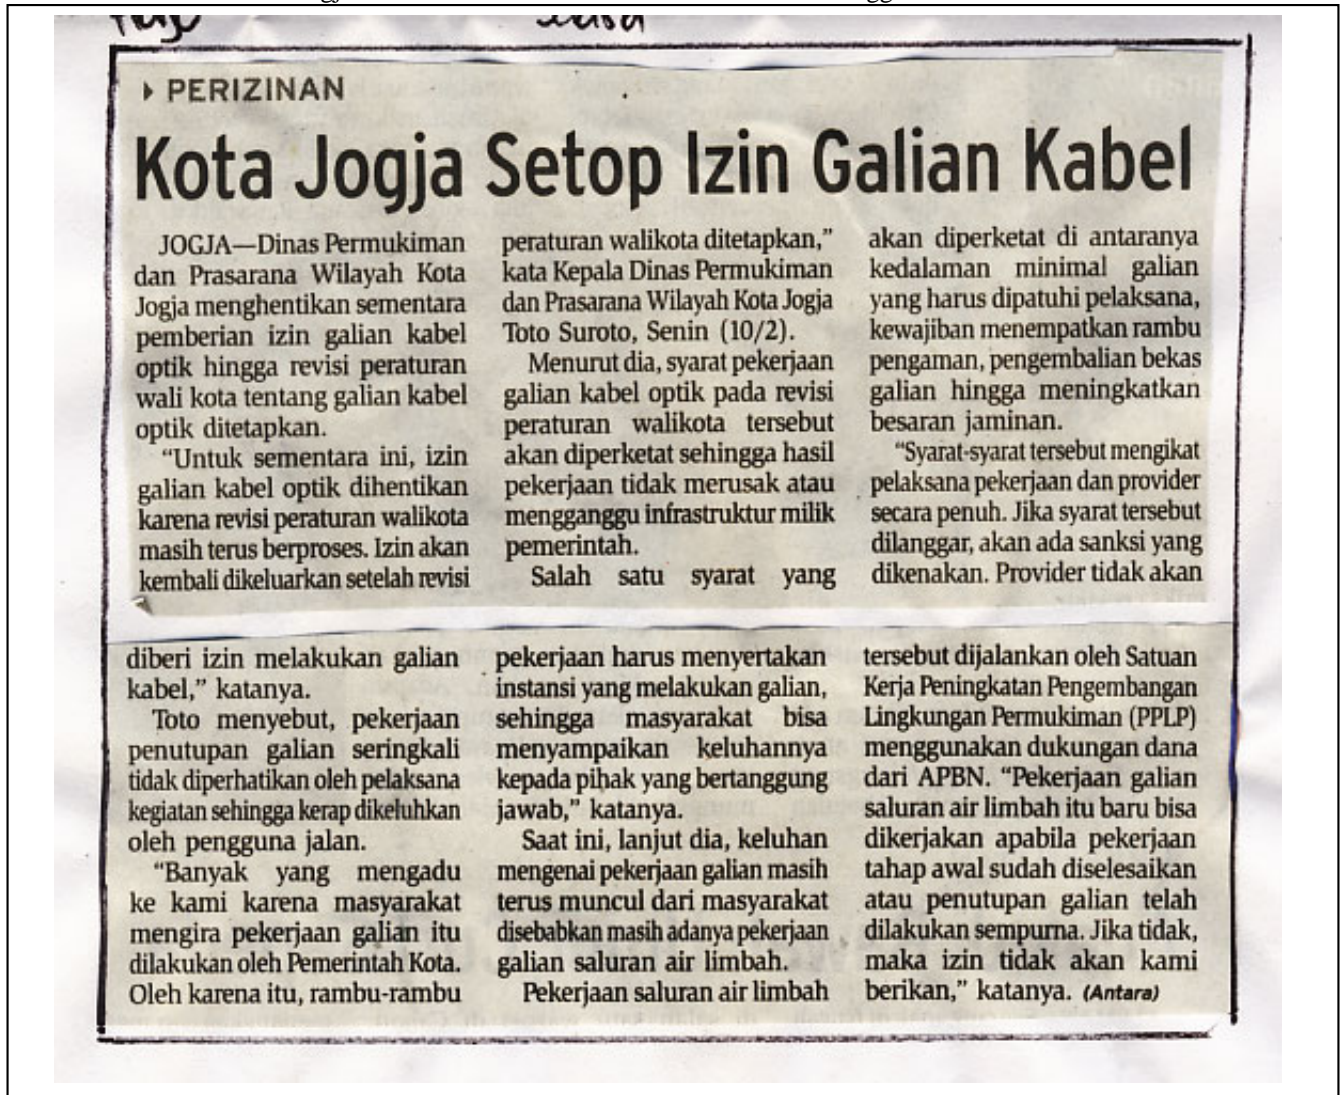 PERIZINAN
Kota Jogja Setop Izin Galian Kabel
JOGJA—Dinas Permukiman
dan Prasarana Wilayah Kota
Jogja menghentikan sementara
pemberian izin galian kabel
optik hingga revisi peraturan
wali kota tentang galian kabel
optik ditetapkan.
“Untuk sementara ini, izin
galian kabel optik dihentikan
karena revisi peraturan walikota
masih terus berproses. Izin akan
kembali dikeluarkan setelah revisi
peraturan walikota ditetapkan,”
kata Kepala Dinas Permukiman
dan Prasarana Wilayah Kota Jogja
Toto Suroto, Senin (10/2).
Menurut dia, syarat pekerjaan
galian kabel optik pada revisi
peraturan walikota tersebut
akan diperketat sehingga hasil
pekerjaan tidak merusak atau
mengganggu infrastruktur milik
pemerintah.
Salah satu syarat yang
akan diperketat di antaranya
kedalaman minimal galian
yang harus dipatuhi pelaksana,
kewajiban menempatkan rambu
pengaman, pengembalian bekas
galian hingga meningkatkan
besaran jaminan.
“Syarat-syarat tersebut mengikat
pelaksana pekerjaan dan provider
secara penuh. Jika syarat tersebut
dilanggar, akan ada sanksi yang
dikenakan. Provider tidak akan
diberi izin melakukan galian
kabel,” katanya.
Toto menyebut, pekerjaan
penutupan galian seringkali
tidak diperhatikan oleh pelaksana
kegiatan sehingga kerap dikeluhkan
oleh pengguna jalan.
“Banyak yang mengadu
ke kami karena masyarakat
mengira pekerjaan galian itu
dilakukan oleh Pemerintah Kota.
Oleh karena itu, rambu-rambu
pekerjaan harus menyertakan
instansi yang melakukan galian,
sehingga masyarakat bisa
menyampaikan keluhannya
kepada pihak yang bertanggung
jawab,” katanya.
Saat ini, lanjut dia, keluhan
mengenai pekerjaan galian masih
terus muncul dari masyarakat
disebabkan masih adanya pekerjaan
galian saluran air limbah.
Pekerjaan saluran air limbah
tersebut dijalankan oleh Satuan
Kerja Peningkatan Pengembangan
Lingkungan Permukiman (PPLP)
menggunakan dukungan dana
dari APBN. “Pekerjaan galian
saluran air limbah itu baru bisa
dikerjakan apabila pekerjaan
tahap awal sudah diselesaikan
atau penutupan galian telah
dilakukan sempurna. Jika tidak,
maka izin tidak akan kami
berikan,” katanya. (Antara)